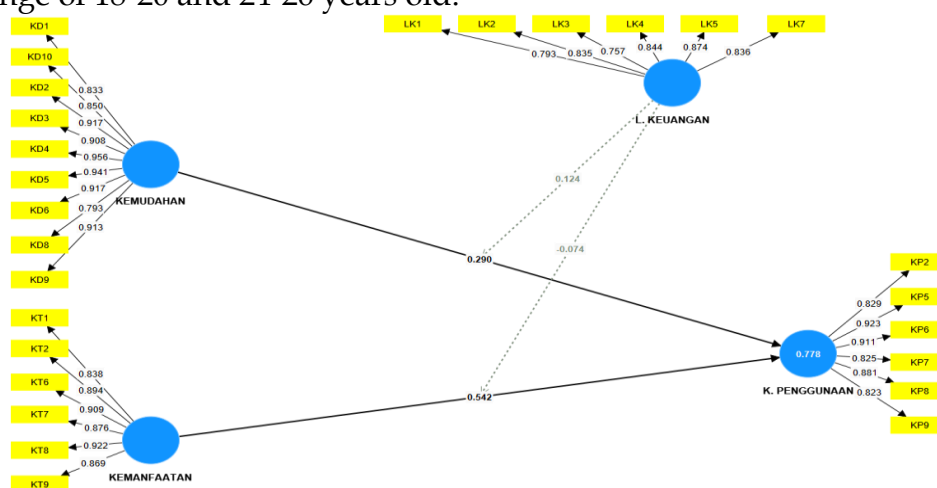 nge of 18-20 and 21-26 years old.
KD1
KD10
KD2
KD3
KD4
KD5
KD6
KD8
KD9
0.833
0.850
0.917
0.908
0.956
0.941
0.917
0.793
0.913
KEMUDAHAN
LK1
LK2
LK3
LK4
LK5
LK7
0.793
0.835
0.757
0.844
0.874
0.836
L. KEUANGAN
0.124
-0.074
0.290
0.542
KT1
KT2
KT6
KT7
KT8
KT9
0.838
0.894
0.909
0.876
0.922
0.869
KEMANFAATAN
0.778
K. PENGGUNAAN
KP2
KP5
KP6
KP7
KP8
KP9
0.829
0.923
0.911
0.825
0.881
0.823